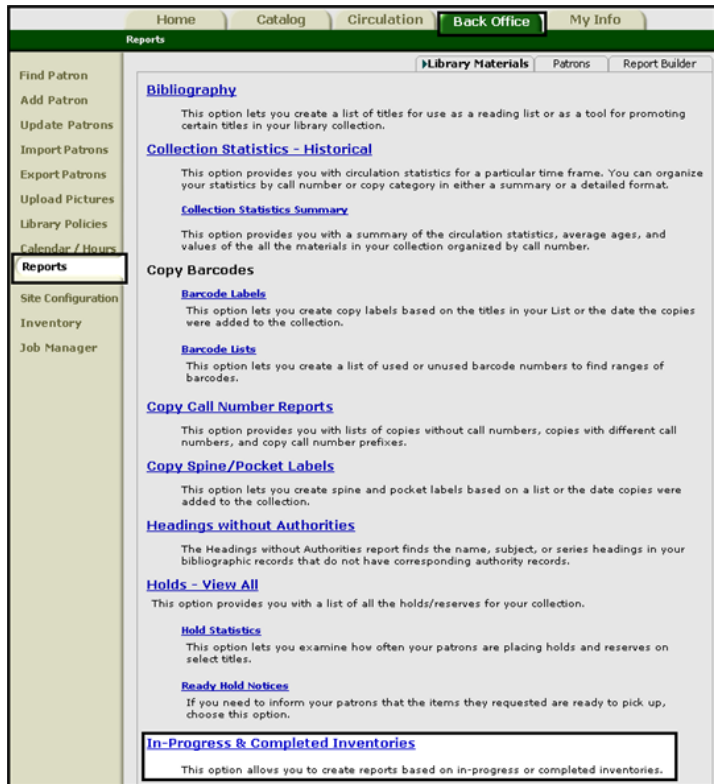 Home Catalog Circulation Back Office My Info
Reports
Library Materials Patrons Report Builder
Find Patron
Add Patron
Update Patrons
Import Patrons
Export Patrons
Upload Pictures
Library Policies
Calendar / Hours
Reports
Site Configuration
Inventory
Job Manager
Bibliography
This option lets you create a list of titles for use as a reading list or as a tool for promoting
certain titles in your library collection.
Collection Statistics - Historical
This option provides you with circulation statistics for a particular time frame. You can organize
your statistics by call number or copy category in either a summary or a detailed format.
Collection Statistics Summary
This option provides you with a summary of the circulation statistics, average ages, and
values of the all the materials in your collection organized by call number.
Copy Barcodes
Barcode Labels
This option lets you create copy labels based on the titles in your List or the date the copies
were added to the collection.
Barcode Lists
This option lets you create a list of used or unused barcode numbers to find ranges of
barcodes.
Copy Call Number Reports
This option provides you with lists of copies without call numbers, copies with different call
numbers, and copy call number prefixes.
Copy Spine/Pocket Labels
This option lets you create spine and pocket labels based on a list or the date copies were
added to the collection.
Headings without Authorities
The Headings without Authorities report finds the name, subject, or series headings in your
bibliographic records that do not have corresponding authority records.
Holds - View All
This option provides you with a list of all the holds/reserves for your collection.
Hold Statistics
This option lets you examine how often your patrons are placing holds and reserves on
select titles.
Ready Hold Notices
If you need to inform your patrons that the items they requested are ready to pick up,
choose this option.
In-Progress & Completed Inventories
This option allows you to create reports based on in-progress or completed inventories.